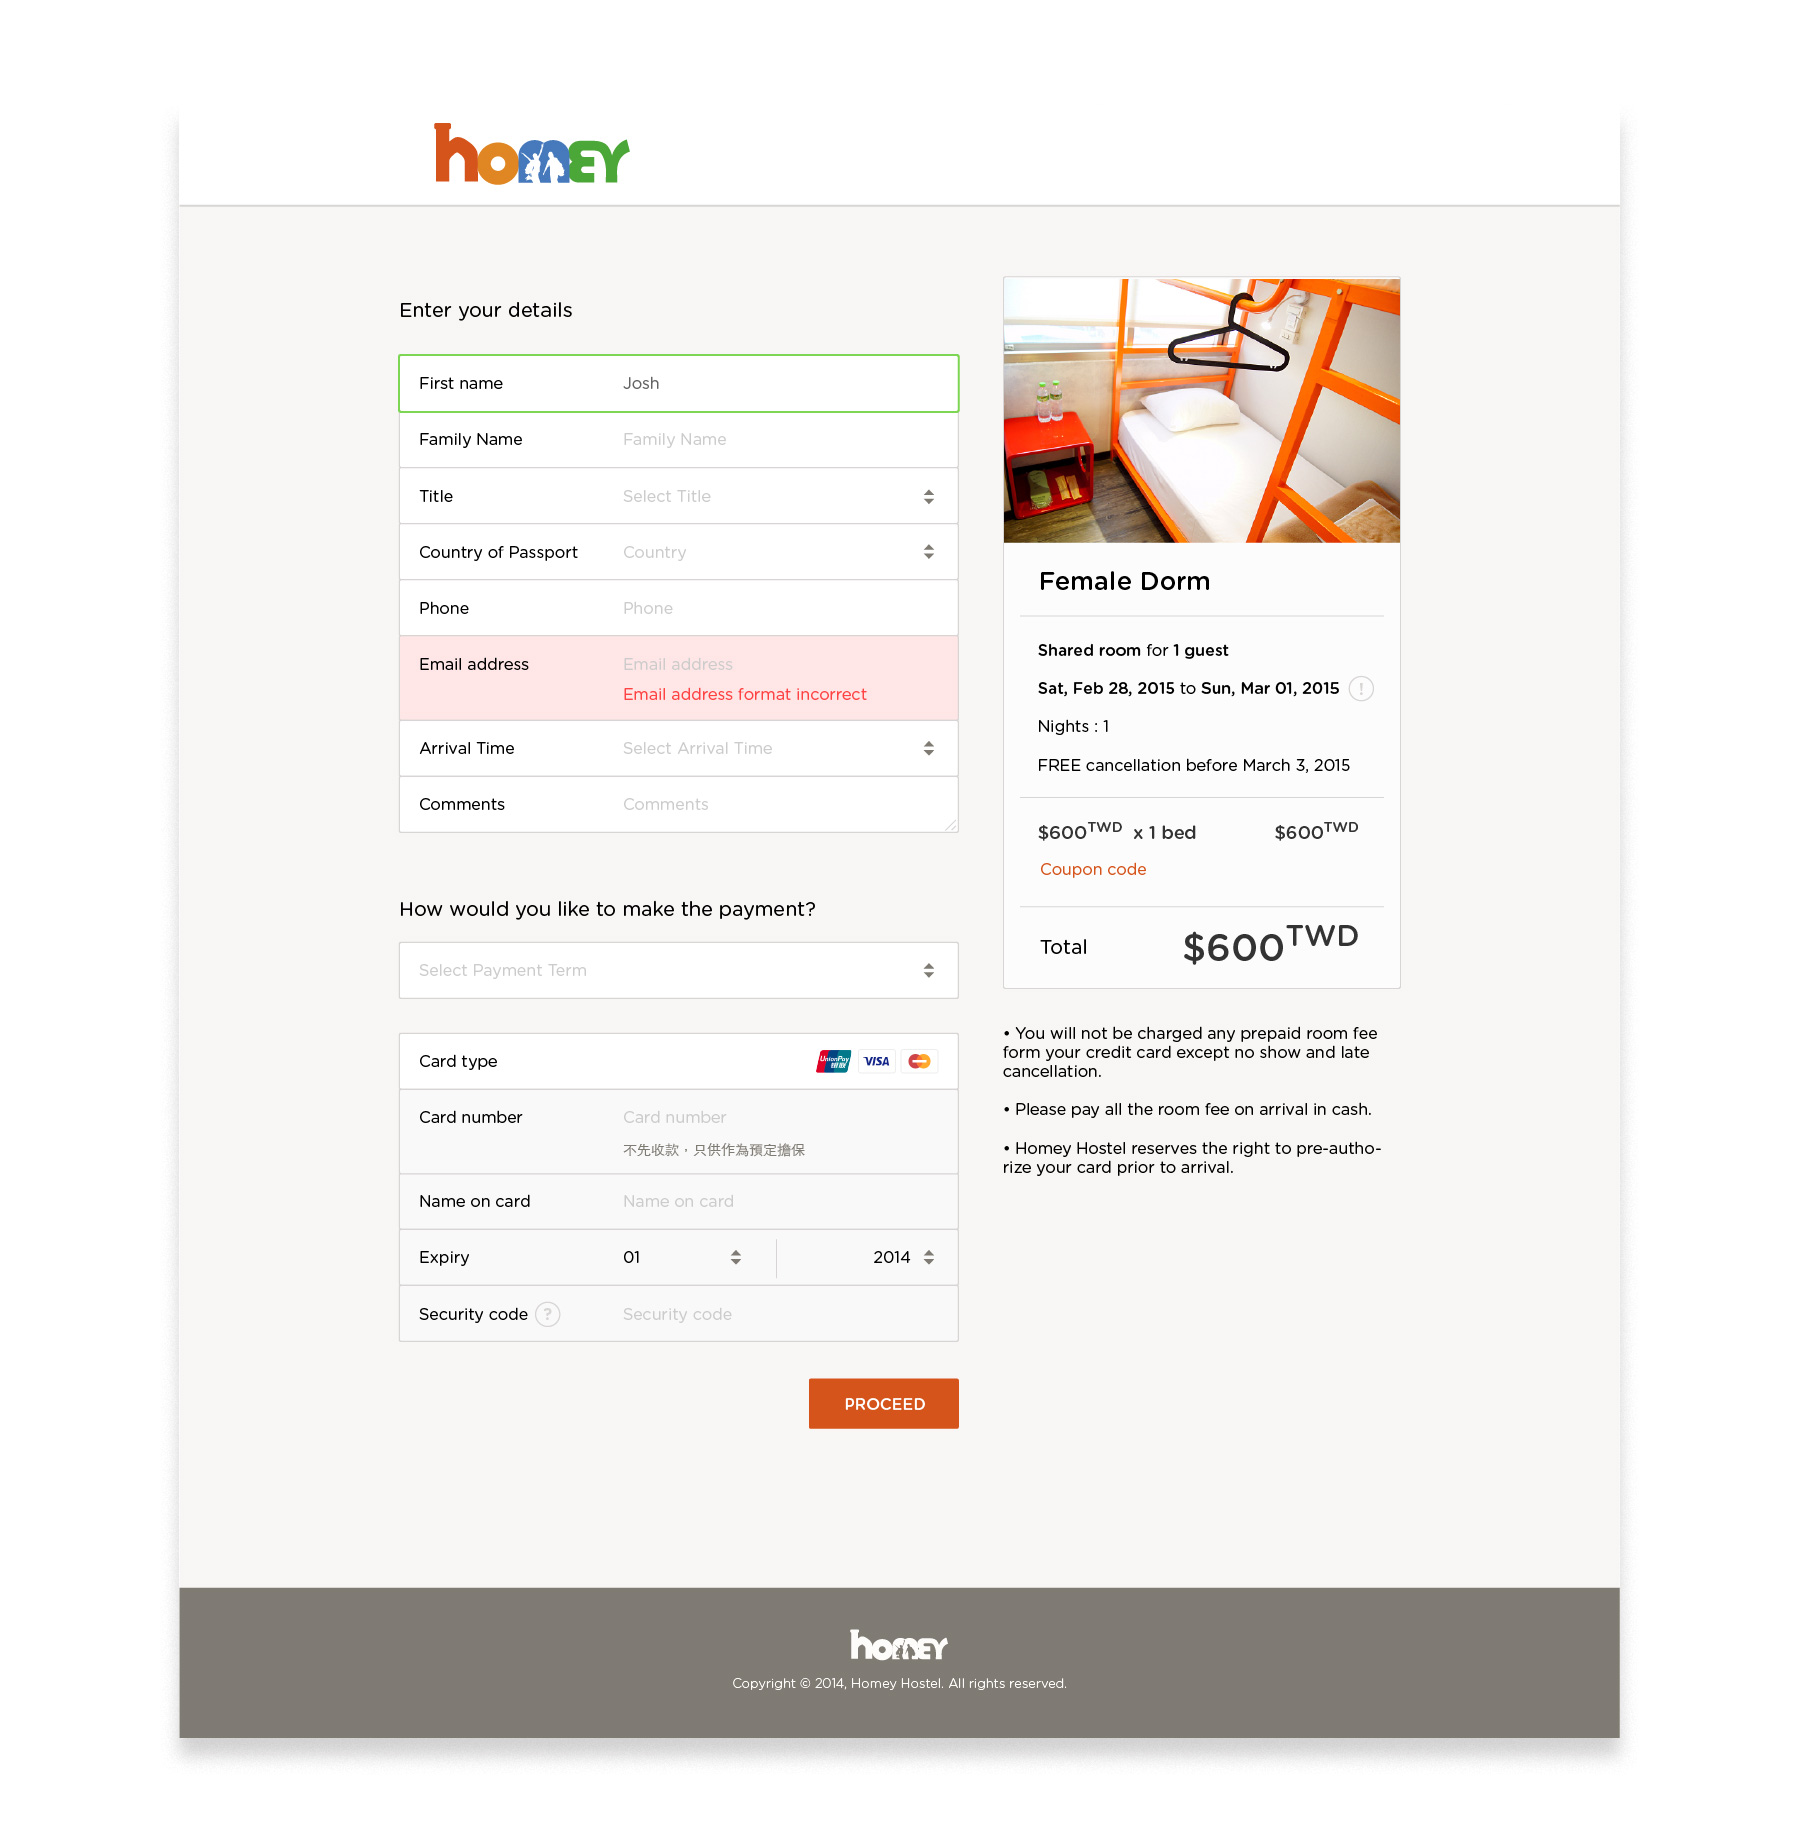 homey
Enter your details
First name Josh
Family Name Family Name
Title Select Title
Country of Passport Country
Phone Phone
Email address Email address
Email address format incorrect
Arrival Time Select Arrival Time
Comments Comments
How would you like to make the payment?
Select Payment Term
Card type UnionPay 银联 VISA
Card number Card number
不先收款，只供作為預定擔保
Name on card Name on card
Expiry 01 2014
Security code ? Security code
PROCEED
Female Dorm
Shared room for 1 guest
Sat, Feb 28, 2015 to Sun, Mar 01, 2015 !
Nights : 1
FREE cancellation before March 3, 2015
$600TWD x 1 bed $600TWD
Coupon code
Total $600TWD
• You will not be charged any prepaid room fee
form your credit card except no show and late
cancellation.
• Please pay all the room fee on arrival in cash.
• Homey Hostel reserves the right to pre-autho-
rize your card prior to arrival.
homey
Copyright © 2014, Homey Hostel. All rights reserved.